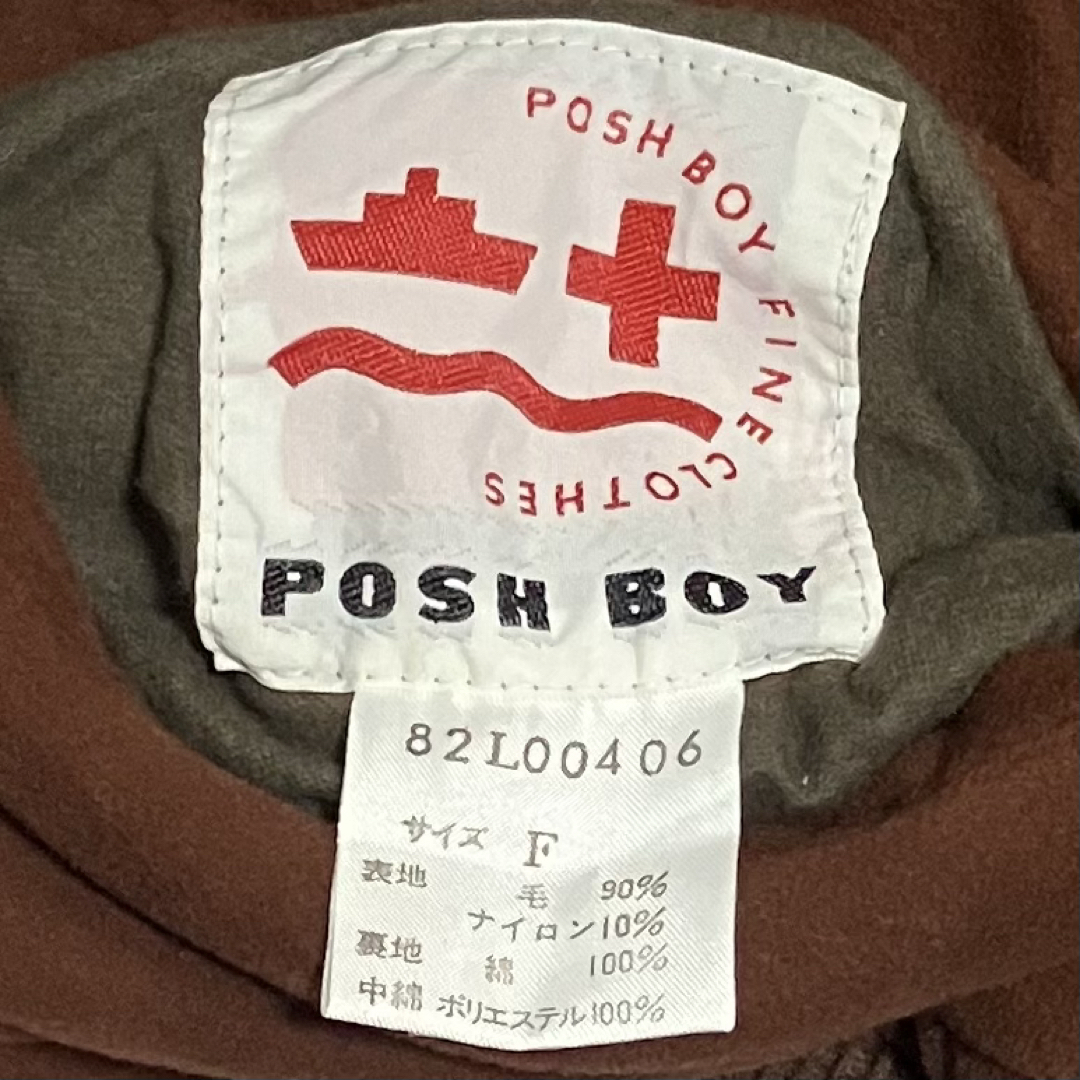 POSH BOY FINE CLOTHES
POSH BOY
82L00406
サイズ F
表地 毛 90%
ナイロン10%
裏地 綿 100%
中綿 ポリエステル100%